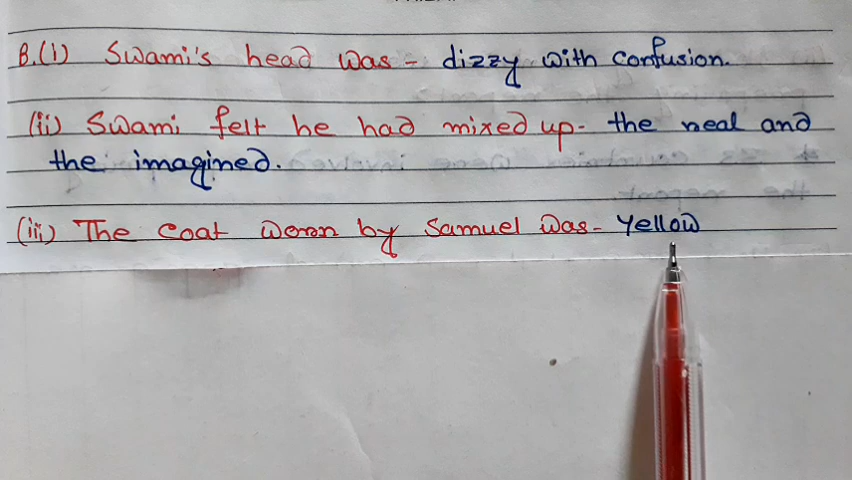 B.(i) Swami's head was - dizzy with confusion.
(ii) Swami felt he had mixed up - the real and
the imagined.
(iii) The coat worn by Samuel was - yellow